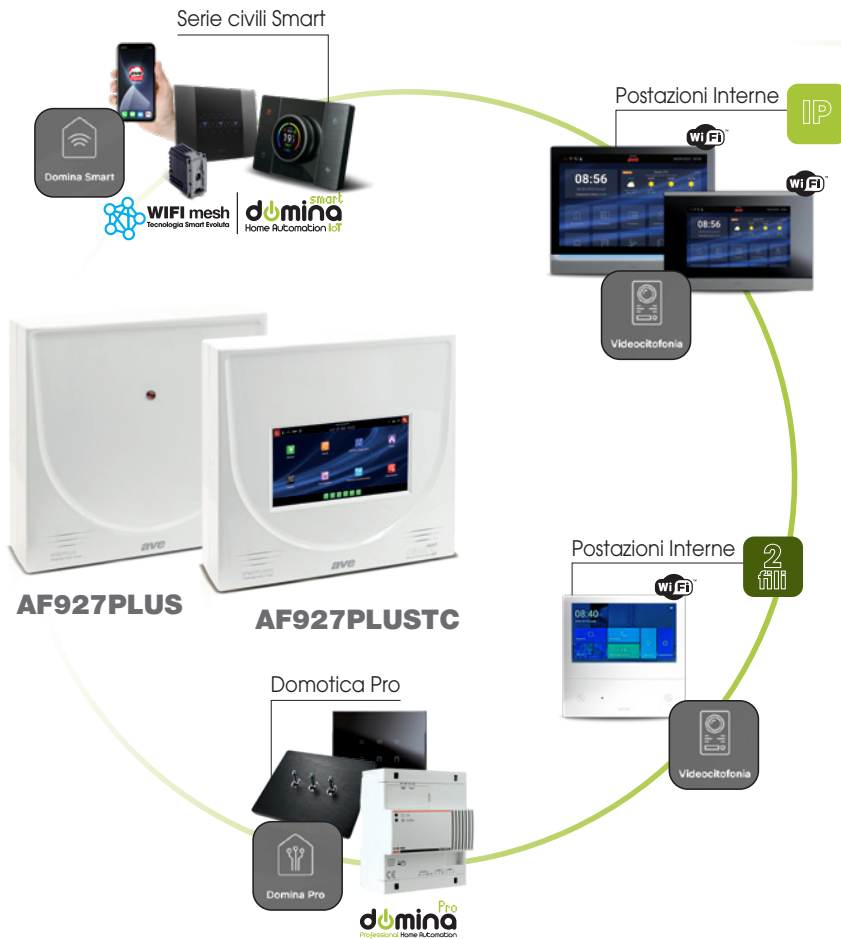 Serie civili Smart
ave
Domina Smart
WIFI mesh
Tecnologia Smart Evoluta
domina smart
Home Automation IoT
Postazioni Interne
IP
WiFi
WiFi
08:56
08:56
Videocitofonia
ave
ave
AF927PLUS
AF927PLUSTC
Postazioni Interne
2
fili
WiFi
08:40
Videocitofonia
Domotica Pro
Domina Pro
CE
domina Pro
Professional Home Automation